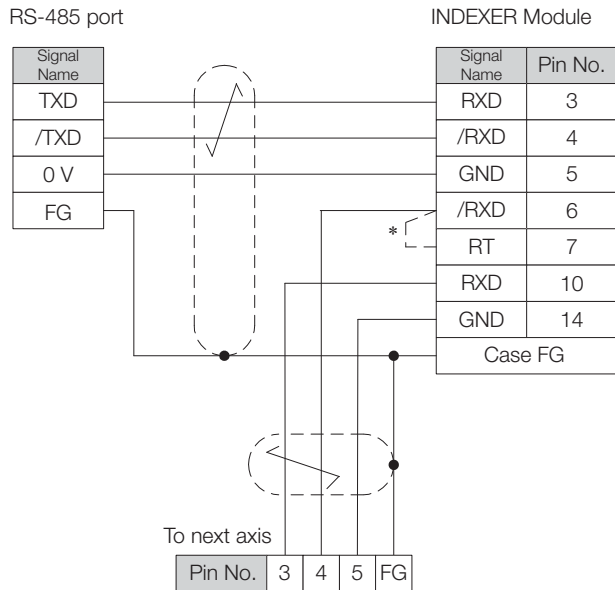 RS-485 port
INDEXER Module
Signal Name
TXD
/TXD
0 V
FG
Signal Name Pin No.
RXD 3
/RXD 4
GND 5
/RXD 6
* RT 7
RXD 10
GND 14
Case FG
To next axis
Pin No. 3 4 5 FG